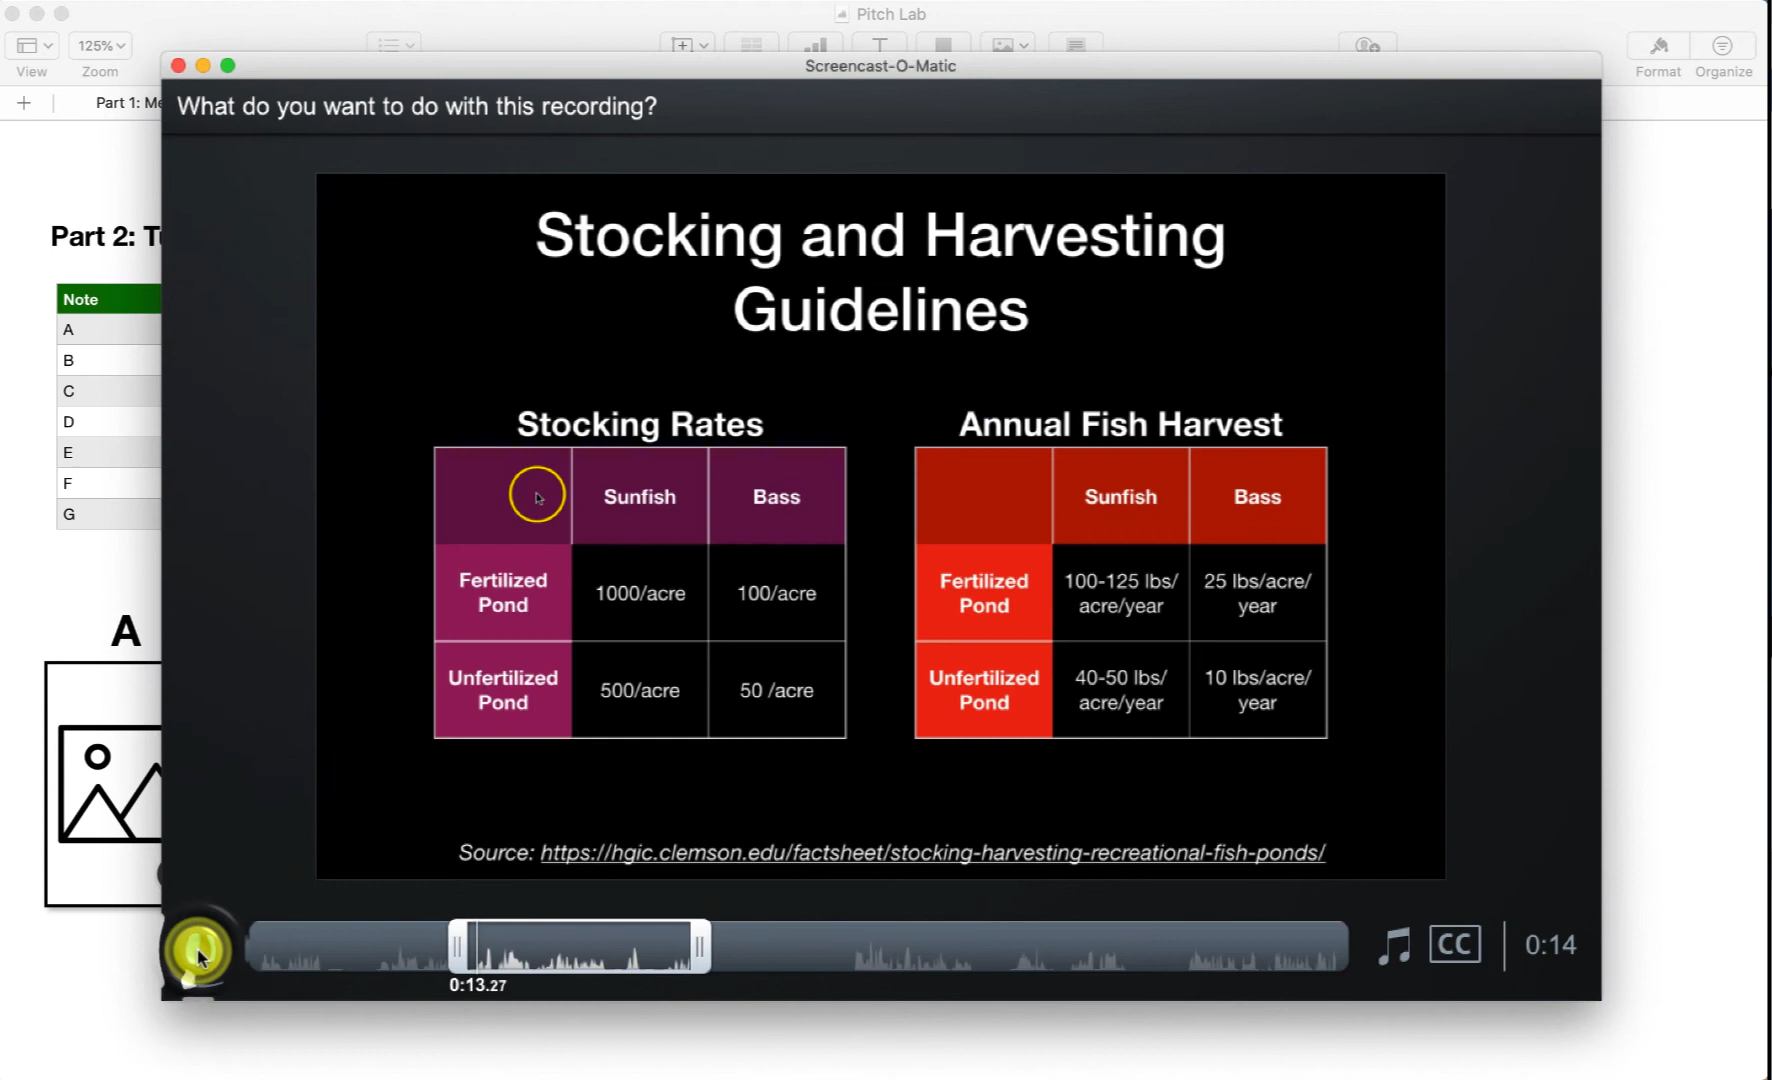 Pitch Lab
125%
View
Zoom
Format
Organize
Screencast-O-Matic
Part 1: Me
What do you want to do with this recording?
Part 2: Tu
Note
A
B
C
D
E
F
G
A
Stocking and Harvesting
Guidelines
Stocking Rates
Sunfish
Bass
Fertilized
Pond
1000/acre
100/acre
Unfertilized
Pond
500/acre
50 /acre
Annual Fish Harvest
Sunfish
Bass
Fertilized
Pond
100-125 lbs/
acre/year
25 lbs/acre/
year
Unfertilized
Pond
40-50 lbs/
acre/year
10 lbs/acre/
year
Source: https://hgic.clemson.edu/factsheet/stocking-harvesting-recreational-fish-ponds/
CC
0:14
0:13.27